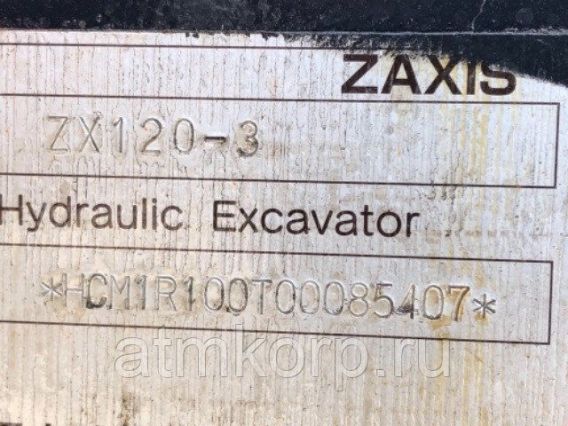 ZAXIS
ZX120-3
Hydraulic Excavator
*HCM1R100T00085407*
atmkorp.ru